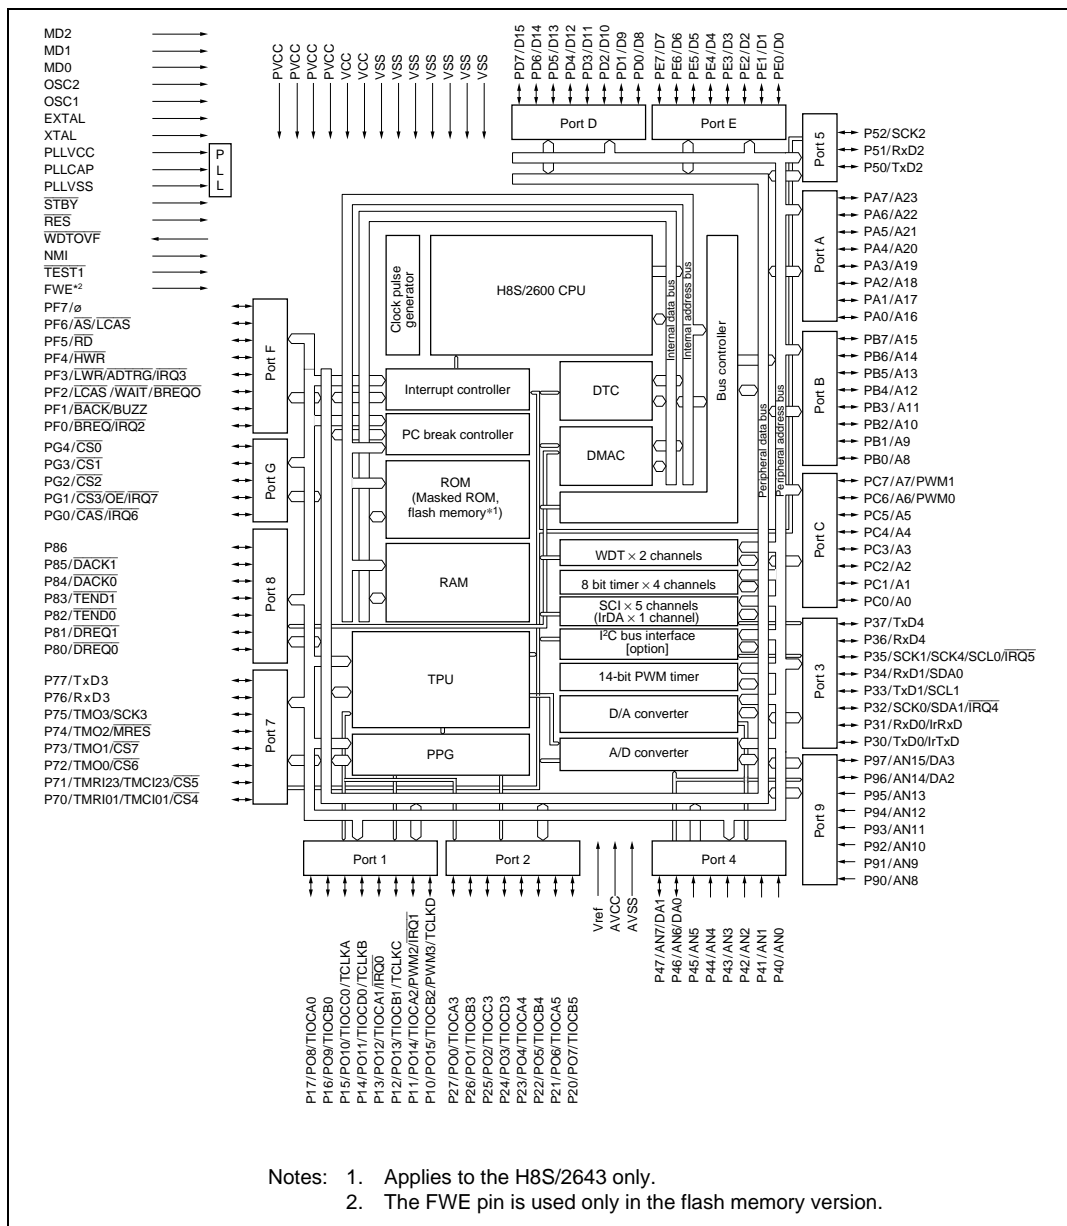 MD2
MD1
MD0
OSC2
OSC1
EXTAL
XTAL
PLLVCC
PLLCAP
PLLVSS
STBY
RES
WDTOVF
NMI
TEST1
FWE*2
P
L
L
PVCC
PVCC
PVCC
PVCC
VCC
VCC
VSS
VSS
VSS
VSS
VSS
VSS
VSS
PD7/D15
PD6/D14
PD5/D13
PD4/D12
PD3/D11
PD2/D10
PD1/D9
PD0/D8
PE7/D7
PE6/D6
PE5/D5
PE4/D4
PE3/D3
PE2/D2
PE1/D1
PE0/D0
Port D
Port E
Port 5
P52/SCK2
P51/RxD2
P50/TxD2
Port A
PA7/A23
PA6/A22
PA5/A21
PA4/A20
PA3/A19
PA2/A18
PA1/A17
PA0/A16
Port B
PB7/A15
PB6/A14
PB5/A13
PB4/A12
PB3/A11
PB2/A10
PB1/A9
PB0/A8
Port C
PC7/A7/PWM1
PC6/A6/PWM0
PC5/A5
PC4/A4
PC3/A3
PC2/A2
PC1/A1
PC0/A0
Port 3
P37/TxD4
P36/RxD4
P35/SCK1/SCK4/SCL0/IRQ5
P34/RxD1/SDA0
P33/TxD1/SCL1
P32/SCK0/SDA1/IRQ4
P31/RxD0/IrRxD
P30/TxD0/IrTxD
Port 9
P97/AN15/DA3
P96/AN14/DA2
P95/AN13
P94/AN12
P93/AN11
P92/AN10
P91/AN9
P90/AN8
PF7/ø
PF6/AS/LCAS
PF5/RD
PF4/HWR
PF3/LWR/ADTRG/IRQ3
PF2/LCAS/WAIT/BREQO
PF1/BACK/BUZZ
PF0/BREQ/IRQ2
Port F
PG4/CS0
PG3/CS1
PG2/CS2
PG1/CS3/OE/IRQ7
PG0/CAS/IRQ6
Port G
P86
P85/DACK1
P84/DACK0
P83/TEND1
P82/TEND0
P81/DREQ1
P80/DREQ0
Port 8
P77/TxD3
P76/RxD3
P75/TMO3/SCK3
P74/TMO2/MRES
P73/TMO1/CS7
P72/TMO0/CS6
P71/TMRI23/TMCI23/CS5
P70/TMRI01/TMCI01/CS4
Port 7
Clock pulse
generator
H8S/2600 CPU
Internal data bus
Internal address bus
Bus controller
Peripheral data bus
Peripheral address bus
Interrupt controller
PC break controller
DTC
DMAC
ROM
(Masked ROM,
flash memory*1)
RAM
WDT × 2 channels
8 bit timer × 4 channels
SCI × 5 channels
(IrDA × 1 channel)
I2C bus interface
[option]
14-bit PWM timer
TPU
D/A converter
PPG
A/D converter
Port 1
Port 2
Port 4
P17/PO8/TIOCA0
P16/PO9/TIOCB0
P15/PO10/TIOCC0/TCLKA
P14/PO11/TIOCD0/TCLKB
P13/PO12/TIOCA1/IRQ0
P12/PO13/TIOCB1/TCLKC
P11/PO14/TIOCA2/PWM2/IRQ1
P10/PO15/TIOCB2/PWM3/TCLKD
P27/PO0/TIOCA3
P26/PO1/TIOCB3
P25/PO2/TIOCC3
P24/PO3/TIOCD3
P23/PO4/TIOCA4
P22/PO5/TIOCB4
P21/PO6/TIOCA5
P20/PO7/TIOCB5
Vref
AVCC
AVSS
P47/AN7/DA1
P46/AN6/DA0
P45/AN5
P44/AN4
P43/AN3
P42/AN2
P41/AN1
P40/AN0
Notes: 1. Applies to the H8S/2643 only.
2. The FWE pin is used only in the flash memory version.